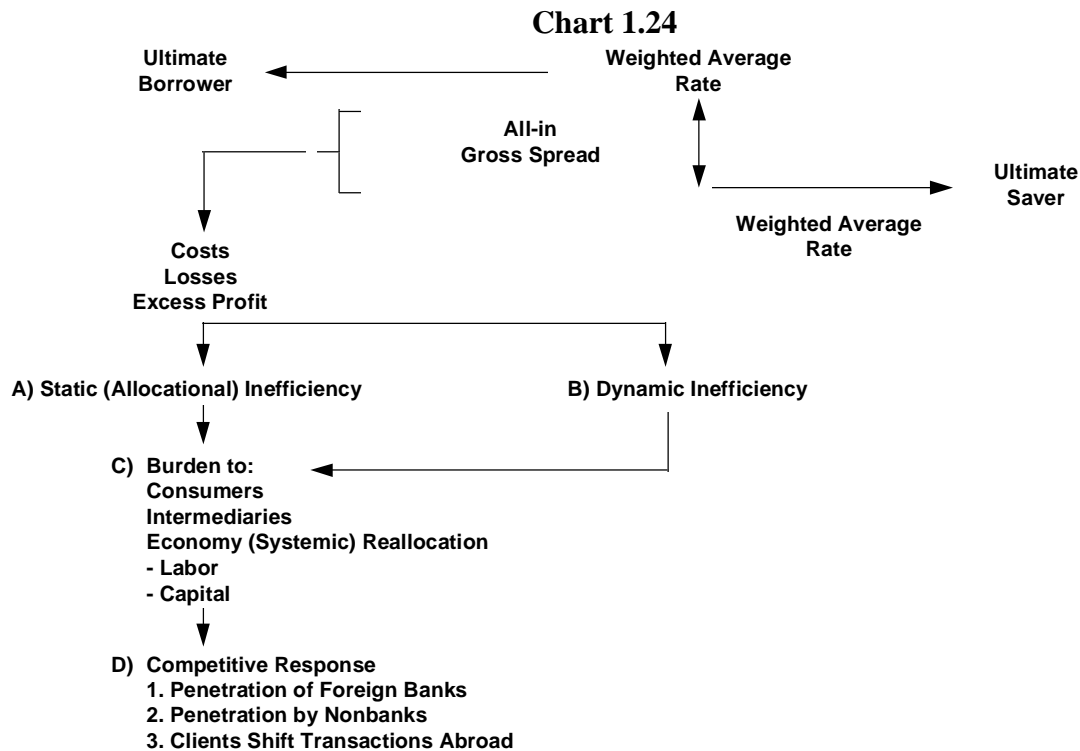 Chart 1.24
Ultimate
Borrower
Weighted Average
Rate
All-in
Gross Spread
Ultimate
Saver
Weighted Average
Rate
Costs
Losses
Excess Profit
A) Static (Allocational) Inefficiency
B) Dynamic Inefficiency
C) Burden to:
Consumers
Intermediaries
Economy (Systemic) Reallocation
- Labor
- Capital
D) Competitive Response
1. Penetration of Foreign Banks
2. Penetration by Nonbanks
3. Clients Shift Transactions Abroad